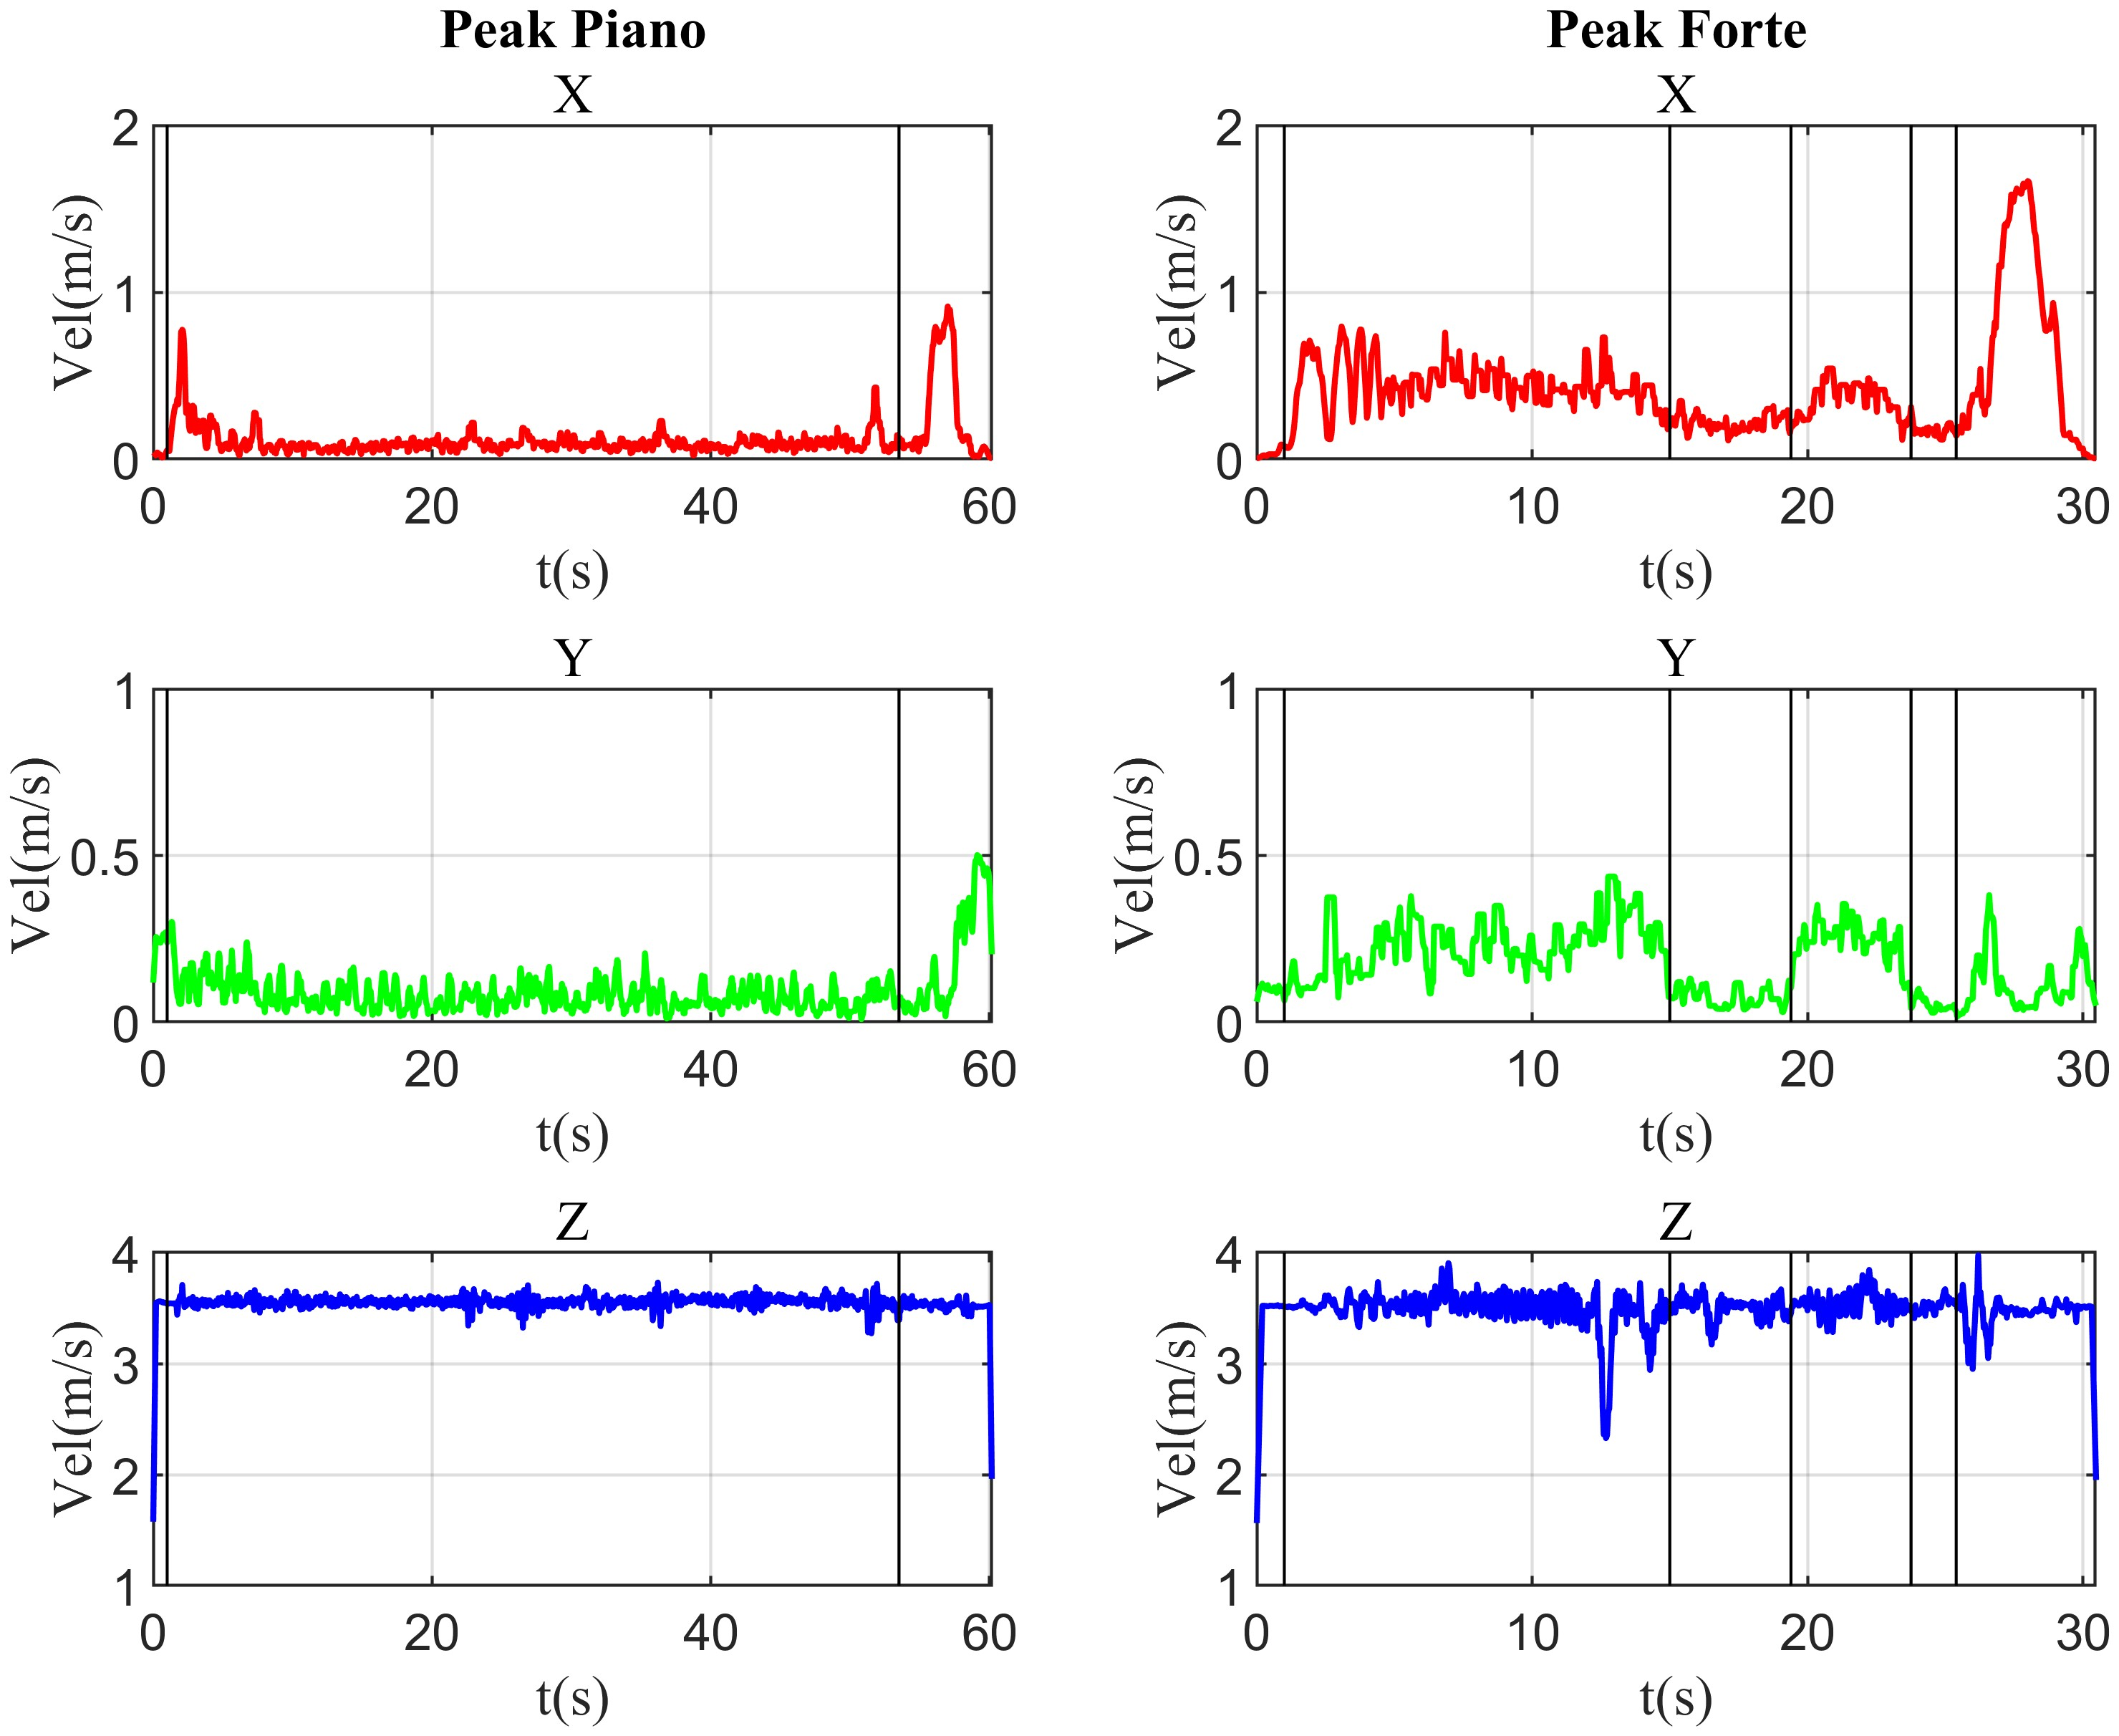 Peak Piano
Peak Forte
X
X
2
1
0
Vel(m/s)
0 20 40 60
t(s)
2
1
0
Vel(m/s)
0 10 20 30
t(s)
Y
Y
1
0.5
0
Vel(m/s)
0 20 40 60
t(s)
1
0.5
0
Vel(m/s)
0 10 20 30
t(s)
Z
Z
4
3
2
1
Vel(m/s)
0 20 40 60
t(s)
4
3
2
1
Vel(m/s)
0 10 20 30
t(s)